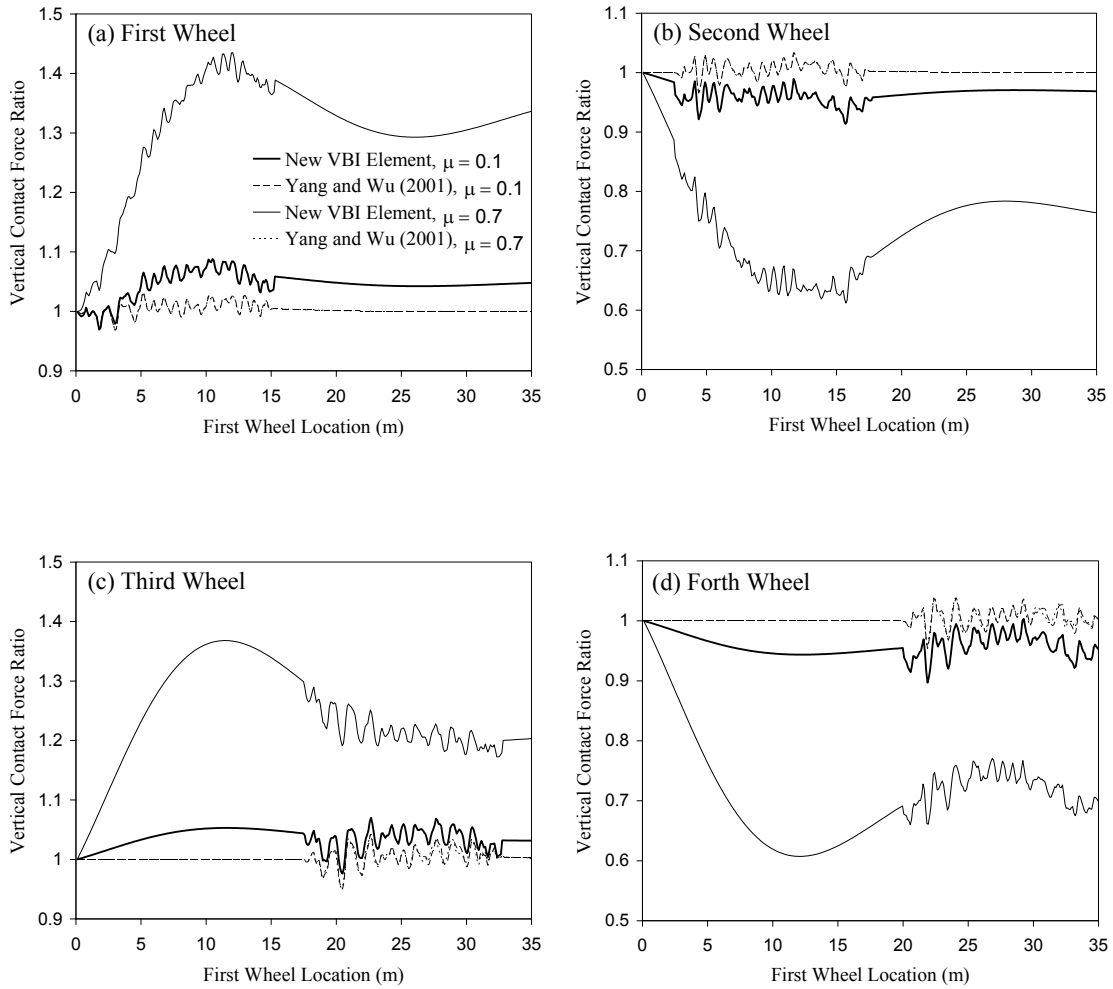 (a) First Wheel
Vertical Contact Force Ratio
1.5
1.4
1.3
1.2
1.1
1
0.9
New VBI Element, μ = 0.1
Yang and Wu (2001), μ = 0.1
New VBI Element, μ = 0.7
Yang and Wu (2001), μ = 0.7
0 5 10 15 20 25 30 35
First Wheel Location (m)
(b) Second Wheel
Vertical Contact Force Ratio
1.1
1
0.9
0.8
0.7
0.6
0.5
0 5 10 15 20 25 30 35
First Wheel Location (m)
(c) Third Wheel
Vertical Contact Force Ratio
1.5
1.4
1.3
1.2
1.1
1
0.9
0 5 10 15 20 25 30 35
First Wheel Location (m)
(d) Forth Wheel
Vertical Contact Force Ratio
1.1
1
0.9
0.8
0.7
0.6
0.5
0 5 10 15 20 25 30 35
First Wheel Location (m)